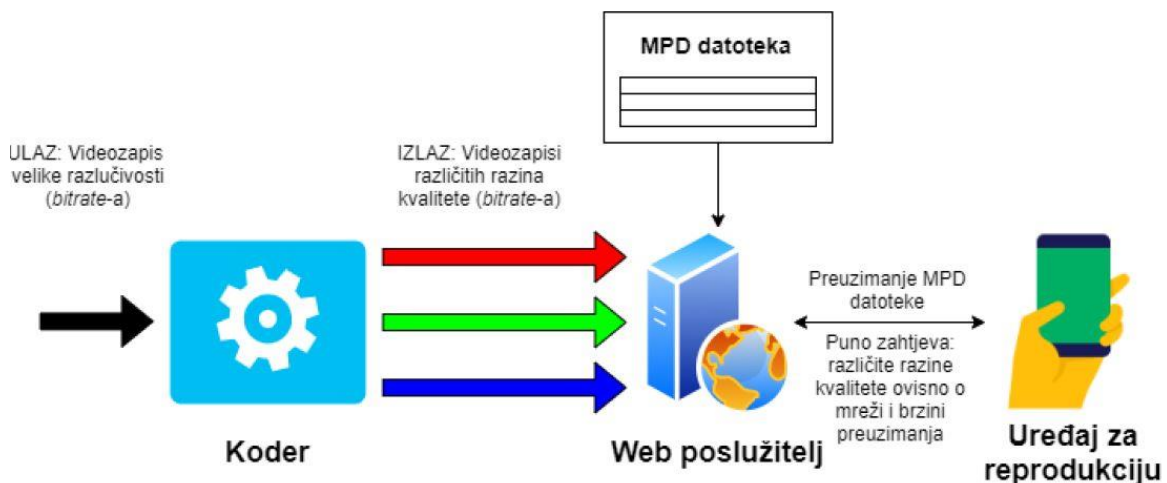 MPD datoteka
ULAZ: Videozapis
velike razlučivosti
(bitrate-a)
IZLAZ: Videozapisi
različitih razina
kvalitete (bitrate-a)
Preuzimanje MPD
datoteke
Puno zahtjeva:
različite razine
kvalitete ovisno o
mreži i brzini
preuzimanja
Koder
Web poslužitelj
Uređaj za
reprodukciju